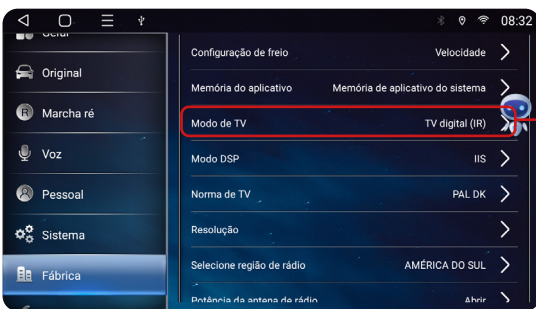 08:32
Geral
Original
Marcha ré
Voz
Pessoal
Sistema
Fábrica
Configuração de freio Velocidade
Memória do aplicativo Memória de aplicativo do sistema
Modo de TV TV digital (IR)
Modo DSP IIS
Norma de TV PAL DK
Resolução
Selecione região de rádio AMÉRICA DO SUL
Potência da antena de rádio Abrir